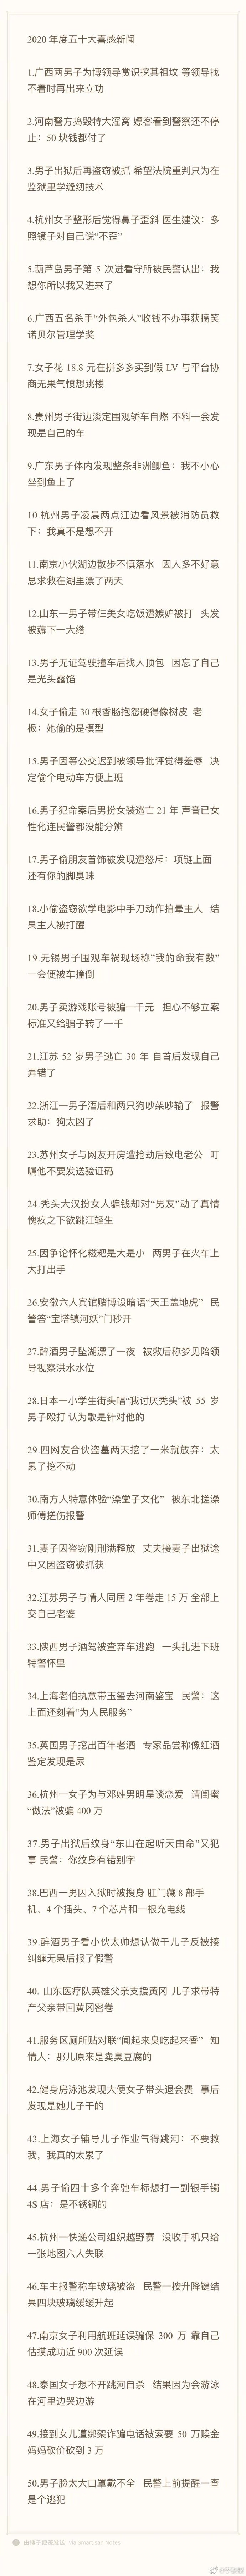 2020 年度五十大喜感新闻
1.广西两男子为博领导赏识挖其祖坟 等领导找
不着时再出来立功
2.河南警方捣毁特大淫窝 嫖客看到警察还不停
止：50 块钱都付了
3.男子出狱后再盗窃被抓 希望法院重判只为在
监狱里学缝纫技术
4.杭州女子整形后觉得鼻子歪斜 医生建议：多
照镜子对自己说“不歪”
5.葫芦岛男子第 5 次进看守所被民警认出：我
想你所以我又进来了
6.广西五名杀手“外包杀人”收钱不办事获搞笑
诺贝尔管理学奖
7.女子花 18.8 元在拼多多买到假 LV 与平台协
商无果气愤想跳楼
8.贵州男子街边淡定围观轿车自燃 不料一会发
现是自己的车
9.广东男子体内发现整条非洲鲫鱼：我不小心
坐到鱼上了
10.杭州男子凌晨两点江边看风景被消防员救
下：我真不是想不开
11.南京小伙湖边散步不慎落水 因人多不好意
思求救在湖里漂了两天
12.山东一男子带仨美女吃饭遭嫉妒被打 头发
被薅下一大绺
13.男子无证驾驶撞车后找人顶包 因忘了自己
是光头露馅
14.女子偷走 30 根香肠抱怨硬得像树皮 老
板：她偷的是模型
15.男子因等公交迟到被领导批评觉得羞辱 决
定偷个电动车方便上班
16.男子犯命案后男扮女装逃亡 21 年 声音已女
性化连民警都没能分辨
17.男子偷朋友首饰被发现遭怒斥：项链上面
还有你的脚臭味
18.小偷盗窃欲学电影中手刀动作拍晕主人 结
果主人被打醒
19.无锡男子围观车祸现场称“我的命我有数”
一会便被车撞倒
20.男子卖游戏账号被骗一千元 担心不够立案
标准又给骗子转了一千
21.江苏 52 岁男子逃亡 30 年 自首后发现自己
弄错了
22.浙江一男子酒后和两只狗吵架吵输了 报警
求助：狗太凶了
23.苏州女子与网友开房遭抢劫后致电老公 叮
嘱他不要发送验证码
24.秃头大汉扮女人骗钱却对“男友”动了真情
愧疚之下欲跳江轻生
25.因争论怀化糍粑是大是小 两男子在火车上
大打出手
26.安徽六人宾馆赌博设暗语“天王盖地虎” 民
警答“宝塔镇河妖”门秒开
27.醉酒男子坠湖漂了一夜 被救后称梦见陪领
导视察洪水水位
28.日本一小学生街头唱“我讨厌秃头”被 55 岁
男子殴打 认为歌是针对他的
29.四网友合伙盗墓两天挖了一米就放弃：太
累了挖不动
30.南方人特意体验“澡堂子文化” 被东北搓澡
师傅搓伤报警
31.妻子因盗窃刚刑满释放 丈夫接妻子出狱途
中又因盗窃被抓获
32.江苏男子与情人同居 2 年卷走 15 万 全部上
交自己老婆
33.陕西男子酒驾被查弃车逃跑 一头扎进下班
特警怀里
34.上海老伯执意带玉玺去河南鉴宝 民警：这
上面还刻着“为人民服务”
35.英国男子挖出百年老酒 专家品尝称像红酒
鉴定发现是尿
36.杭州一女子为与邓姓男明星谈恋爱 请闺蜜
“做法”被骗 400 万
37.男子出狱后纹身“东山在起听天由命”又犯
事 民警：你纹身有错别字
38.巴西一男囚入狱时被搜身 肛门藏 8 部手
机、4 个插头、7 个芯片和一根充电线
39.醉酒男子看小伙太帅想认做干儿子反被揍
纠缠无果后报了假警
40. 山东医疗队英雄父亲支援黄冈 儿子求带特
产父亲带回黄冈密卷
41.服务区厕所贴对联“闻起来臭吃起来香” 知
情人：那儿原来是卖臭豆腐的
42.健身房泳池发现大便女子带头退会费 事后
发现是她儿子干的
43.上海女子辅导儿子作业气得跳河：不要救
我，我真的太累了
44.男子偷四十多个奔驰车标想打一副银手镯
4S 店：是不锈钢的
45.杭州一快递公司组织越野赛 没收手机只给
一张地图六人失联
46.车主报警称车玻璃被盗 民警一按升降键结
果四块玻璃缓缓升起
47.南京女子利用航班延误骗保 300 万 靠自己
估摸成功近 900 次延误
48.泰国女子想不开跳河自杀 结果因为会游泳
在河里边哭边游
49.接到女儿遭绑架诈骗电话被索要 50 万赎金
妈妈砍价砍到 3 万
50.男子脸太大口罩戴不全 民警上前提醒一查
是个逃犯
由锤子便签发送 via Smartisan Notes